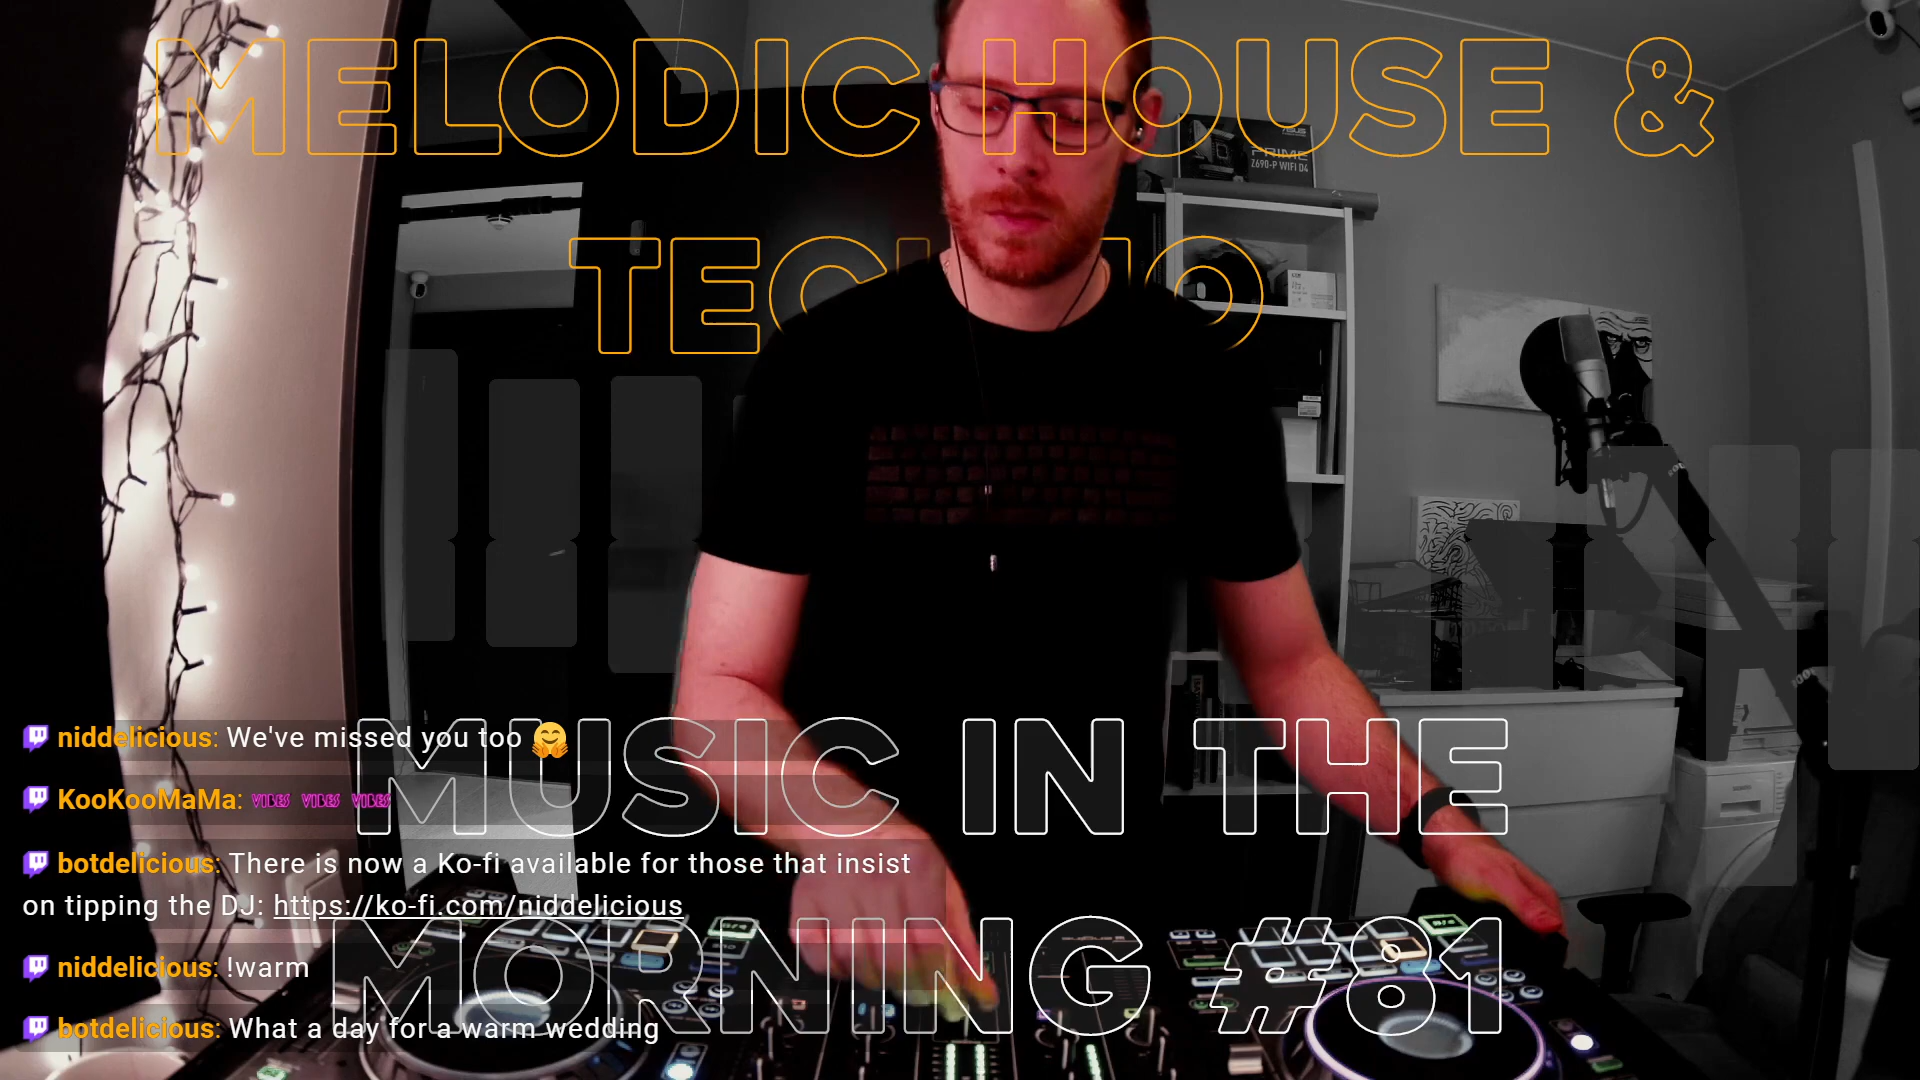 MELODIC HOUSE &
TECHNO
ASUS
PRIME
Z690-P WIFI D4
niddelicious: We've missed you too 🤗
KooKooMaMa: VIBES VIBES VIBES
MUSIC IN THE
botdelicious: There is now a Ko-fi available for those that insist
on tipping the DJ: https://ko-fi.com/niddelicious
MORNING #81
niddelicious: !warm
botdelicious: What a day for a warm wedding